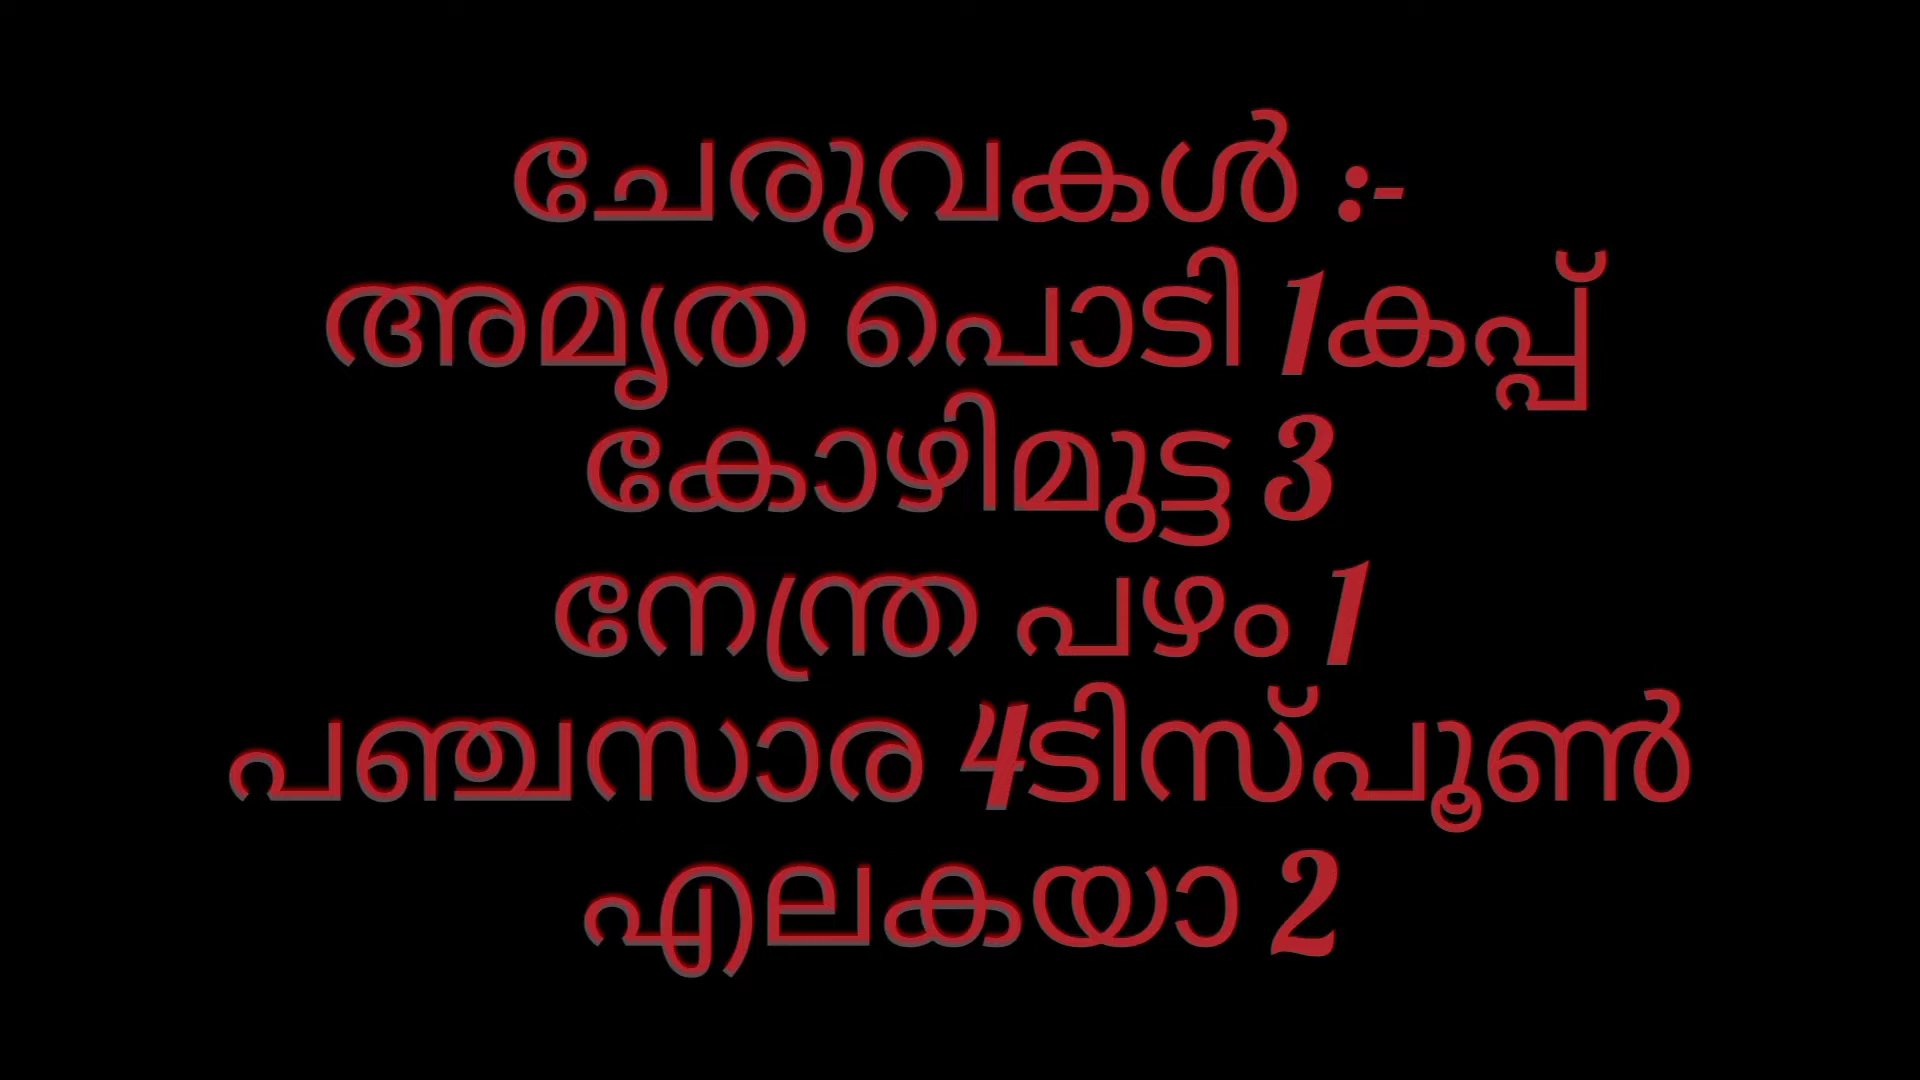 ചേരുവകൾ :-
അമൃത പൊടി 1കപ്പ്
കോഴിമുട്ട 3
നേന്ത്ര പഴം 1
പഞ്ചസാര 4ടിസ്പൂൺ
എലകയാ 2